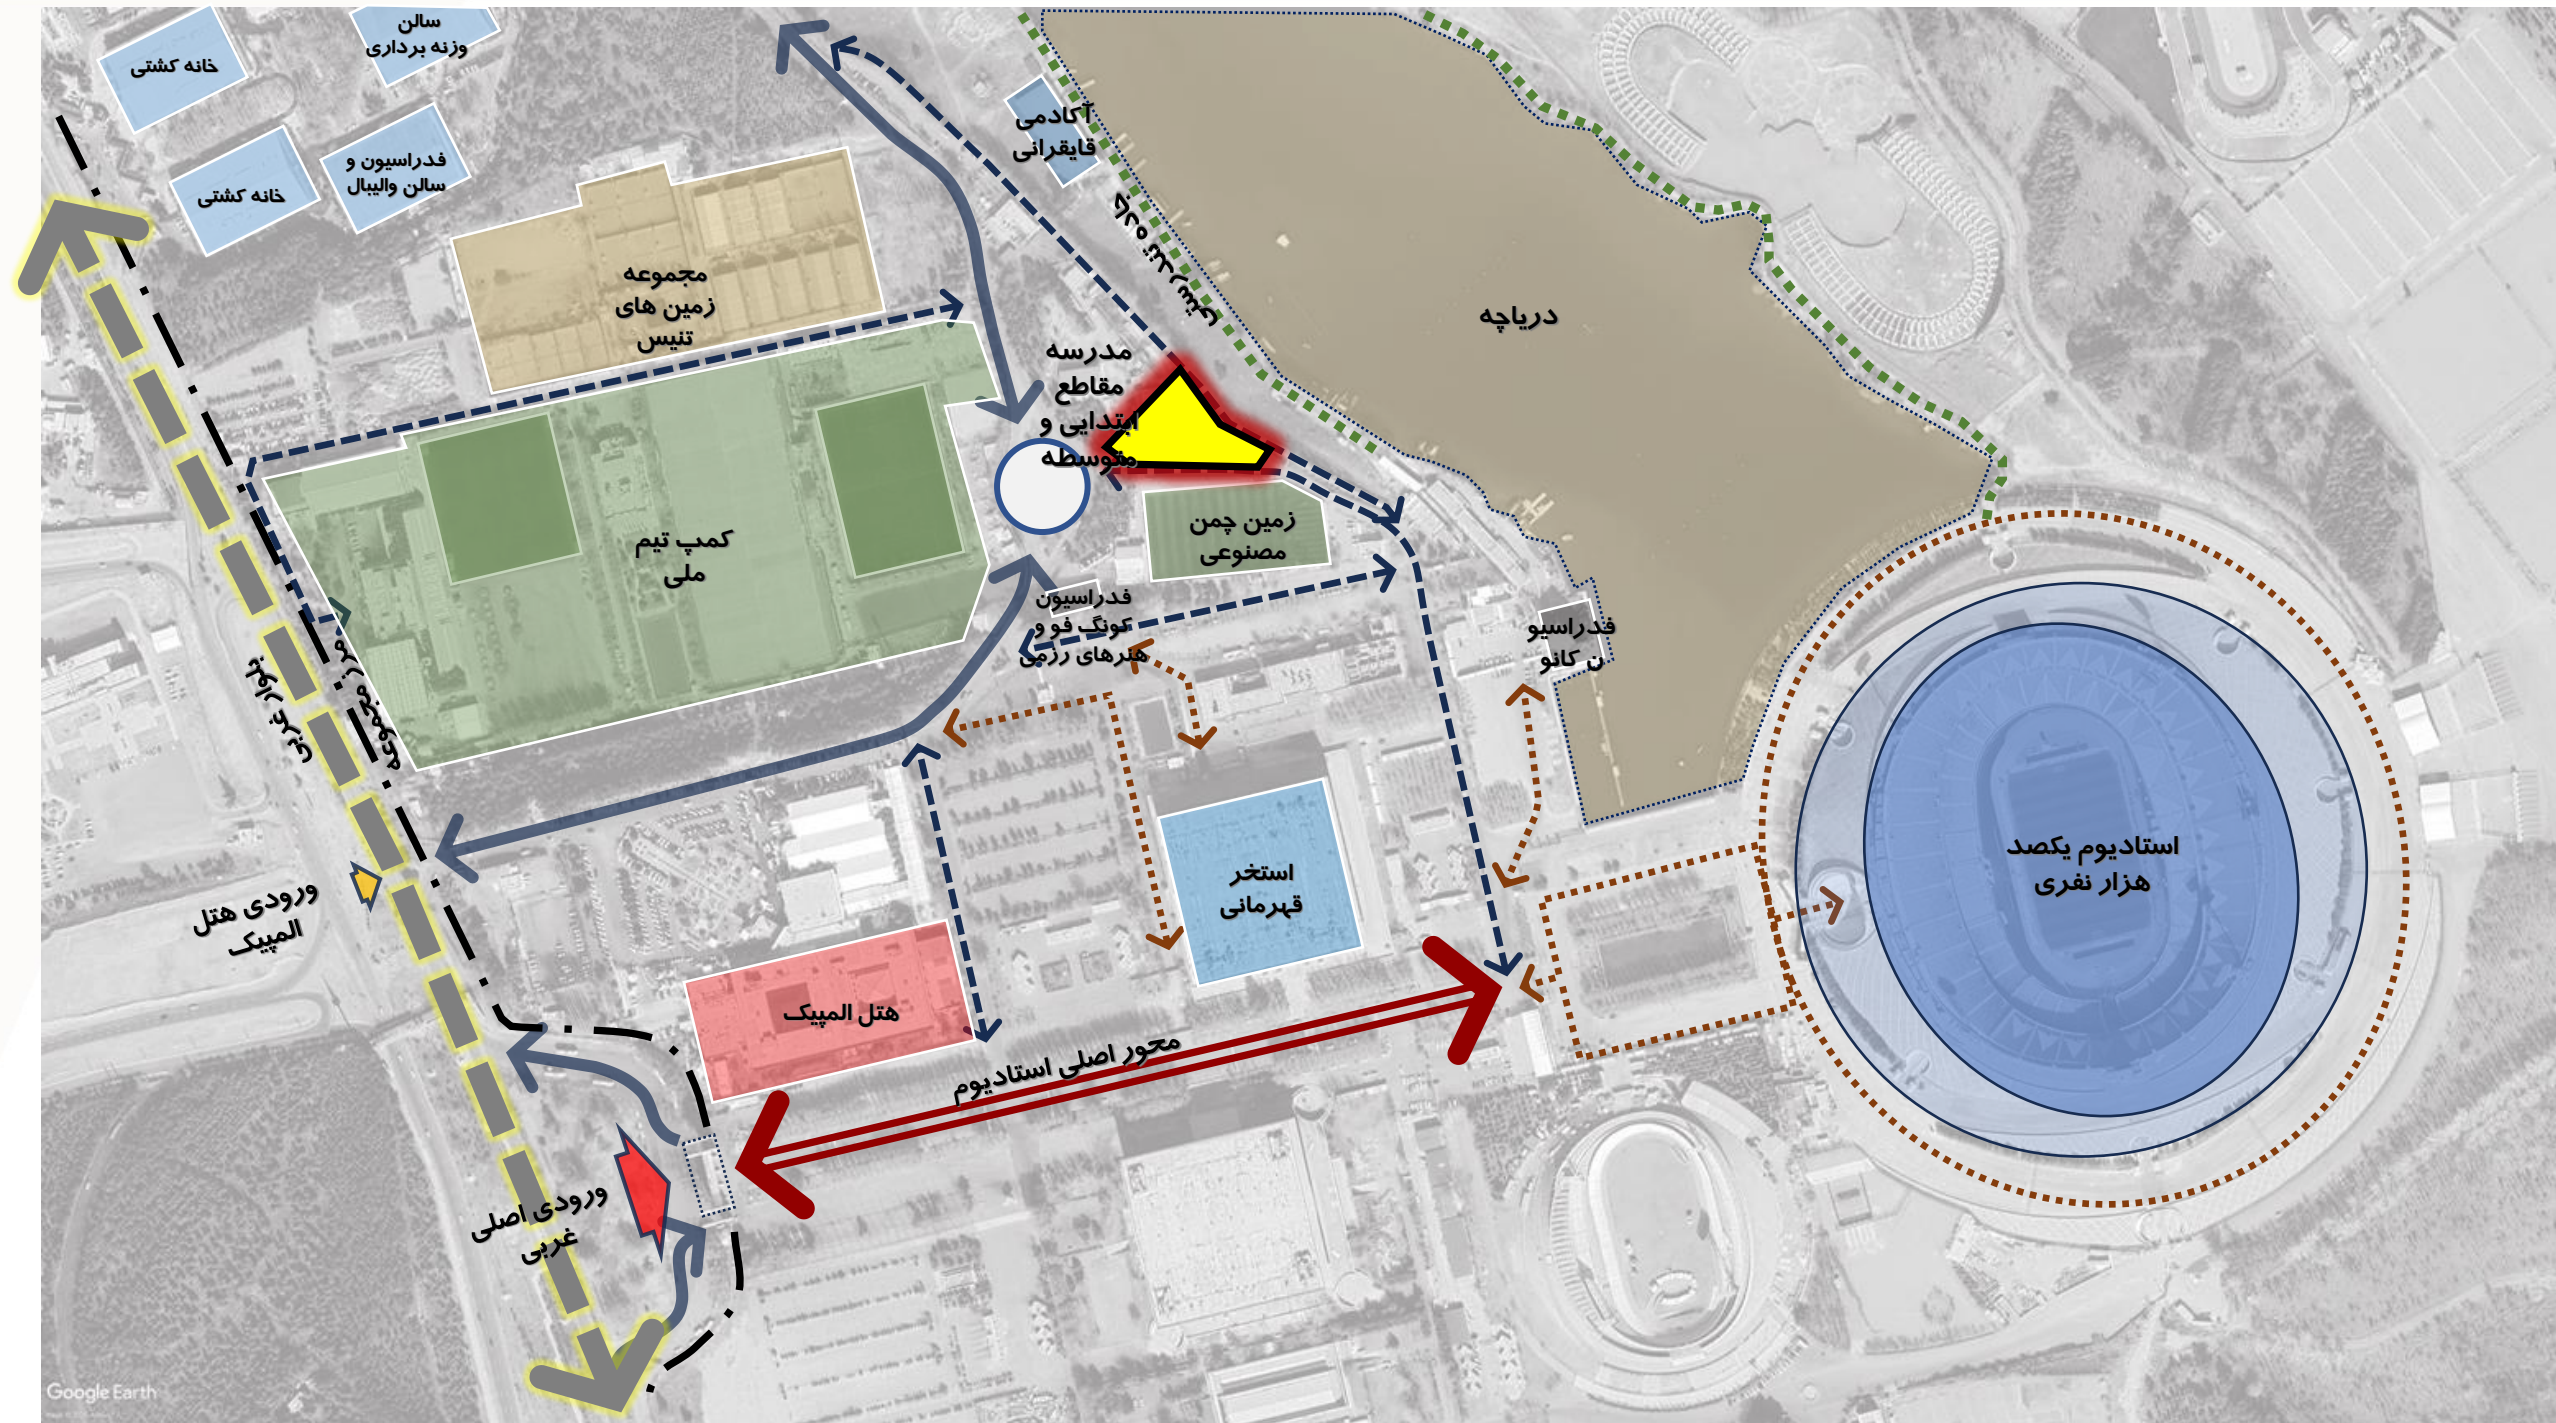 سالن
وزنه برداری
خانه کشتی
فدراسیون و
سالن والیبال
خانه کشتی
آکادمی
قایقرانی
جاده تندرستی
مجموعه
زمین های
تنیس
دریاچه
مدرسه
مقاطع
ابتدایی و
متوسطه
زمین چمن
مصنوعی
کمپ تیم
ملی
فدراسیون
کونگ فو و
هنرهای رزمی
فدراسیو
ن کانو
بلوار غربی
مرز مجموعه
استادیوم یکصد
هزار نفری
استخر
قهرمانی
ورودی هتل
المپیک
هتل المپیک
محور اصلی استادیوم
ورودی اصلی
غربی
Google Earth